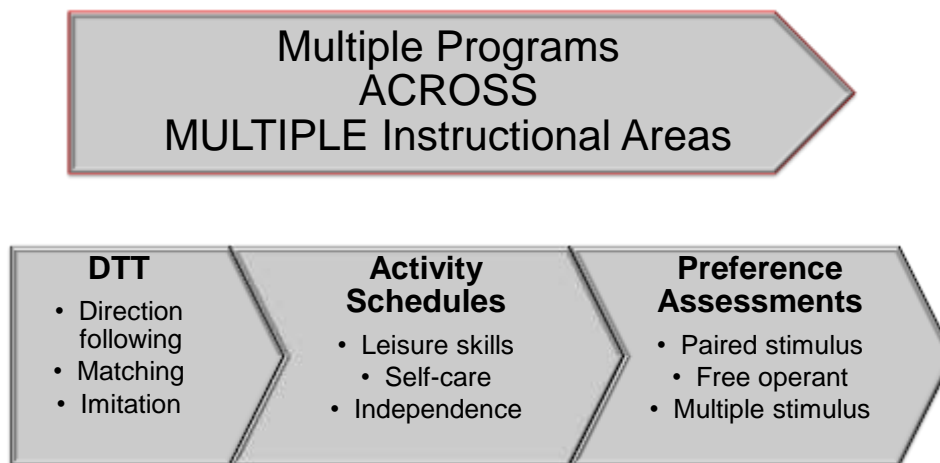 Multiple Programs
ACROSS
MULTIPLE Instructional Areas
DTT
• Direction
following
• Matching
• Imitation
Activity
Schedules
• Leisure skills
• Self-care
• Independence
Preference
Assessments
• Paired stimulus
• Free operant
• Multiple stimulus